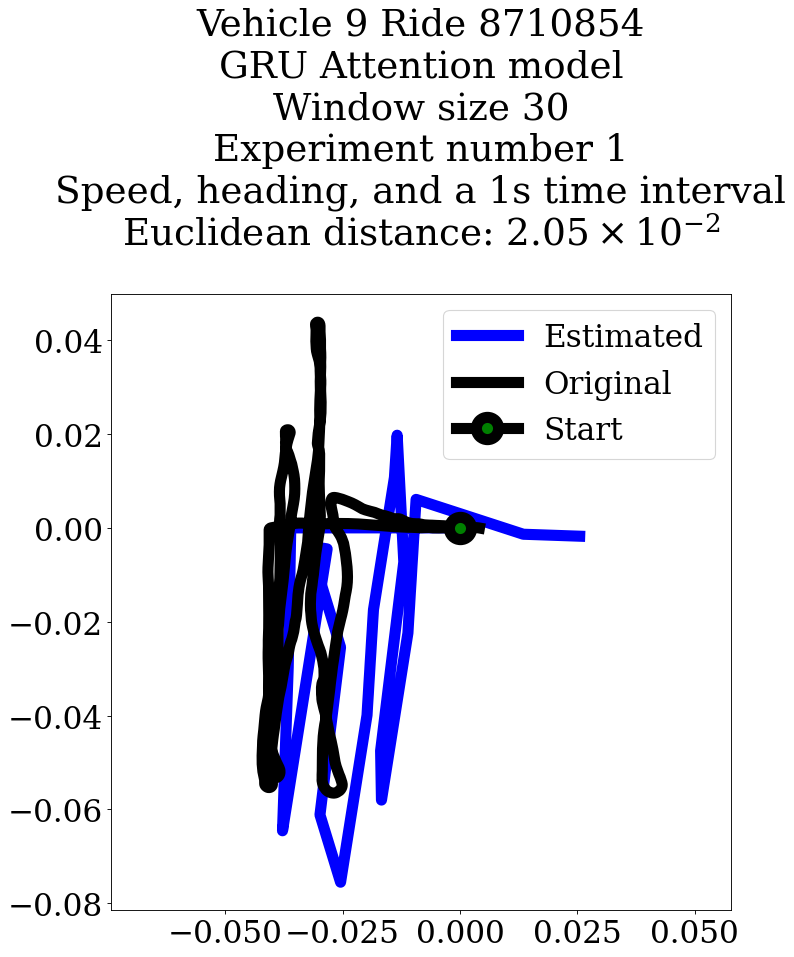 Vehicle 9 Ride 8710854
GRU Attention model
Window size 30
Experiment number 1
Speed, heading, and a 1s time interval
Euclidean distance: 2.05 × 10⁻²
Estimated
Original
Start
0.04
0.02
0.00
−0.02
−0.04
−0.06
−0.08
−0.050 −0.025 0.000 0.025 0.050